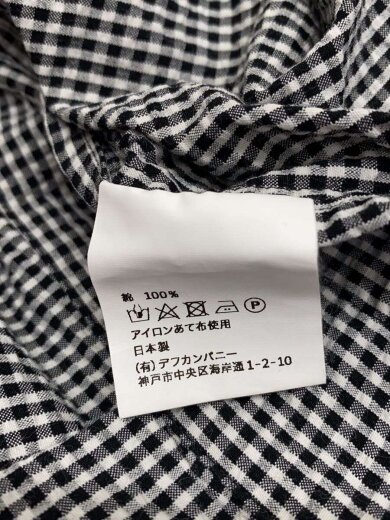 綿 100%
P
アイロンあて布使用
日本製
(有)デフカンパニー
神戸市中央区海岸通1-2-10